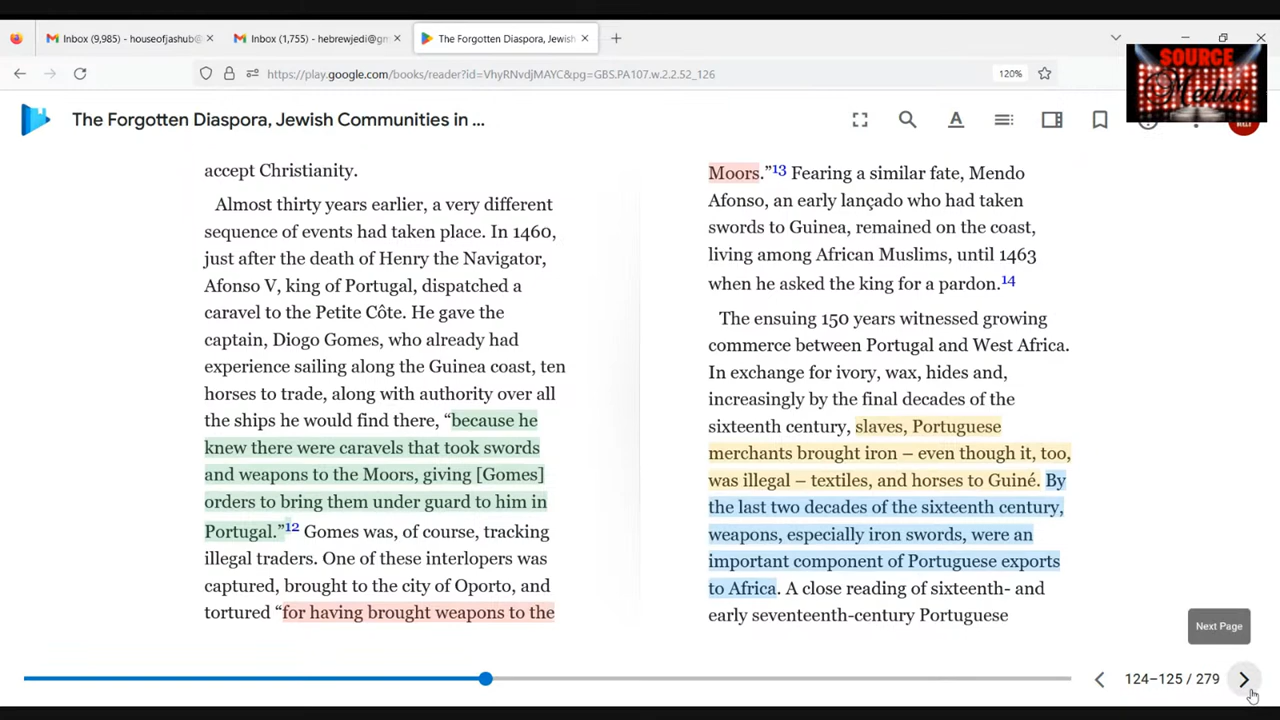 Inbox (9,985) - houseofjashub@
Inbox (1,755) - hebrewjedi@gm
The Forgotten Diaspora, Jewish
https://play.google.com/books/reader?id=VhyRNvdjMAYC&pg=GBS.PA107.w.2.2.52_126
120%
SOURCE
Media
The Forgotten Diaspora, Jewish Communities in ...
accept Christianity.
Almost thirty years earlier, a very different
sequence of events had taken place. In 1460,
just after the death of Henry the Navigator,
Afonso V, king of Portugal, dispatched a
caravel to the Petite Côte. He gave the
captain, Diogo Gomes, who already had
experience sailing along the Guinea coast, ten
horses to trade, along with authority over all
the ships he would find there, “because he
knew there were caravels that took swords
and weapons to the Moors, giving [Gomes]
orders to bring them under guard to him in
Portugal.”12 Gomes was, of course, tracking
illegal traders. One of these interlopers was
captured, brought to the city of Oporto, and
tortured “for having brought weapons to the
Moors.”13 Fearing a similar fate, Mendo
Afonso, an early lançado who had taken
swords to Guinea, remained on the coast,
living among African Muslims, until 1463
when he asked the king for a pardon.14
The ensuing 150 years witnessed growing
commerce between Portugal and West Africa.
In exchange for ivory, wax, hides and,
increasingly by the final decades of the
sixteenth century, slaves, Portuguese
merchants brought iron – even though it, too,
was illegal – textiles, and horses to Guiné. By
the last two decades of the sixteenth century,
weapons, especially iron swords, were an
important component of Portuguese exports
to Africa. A close reading of sixteenth- and
early seventeenth-century Portuguese
Next Page
124–125 / 279